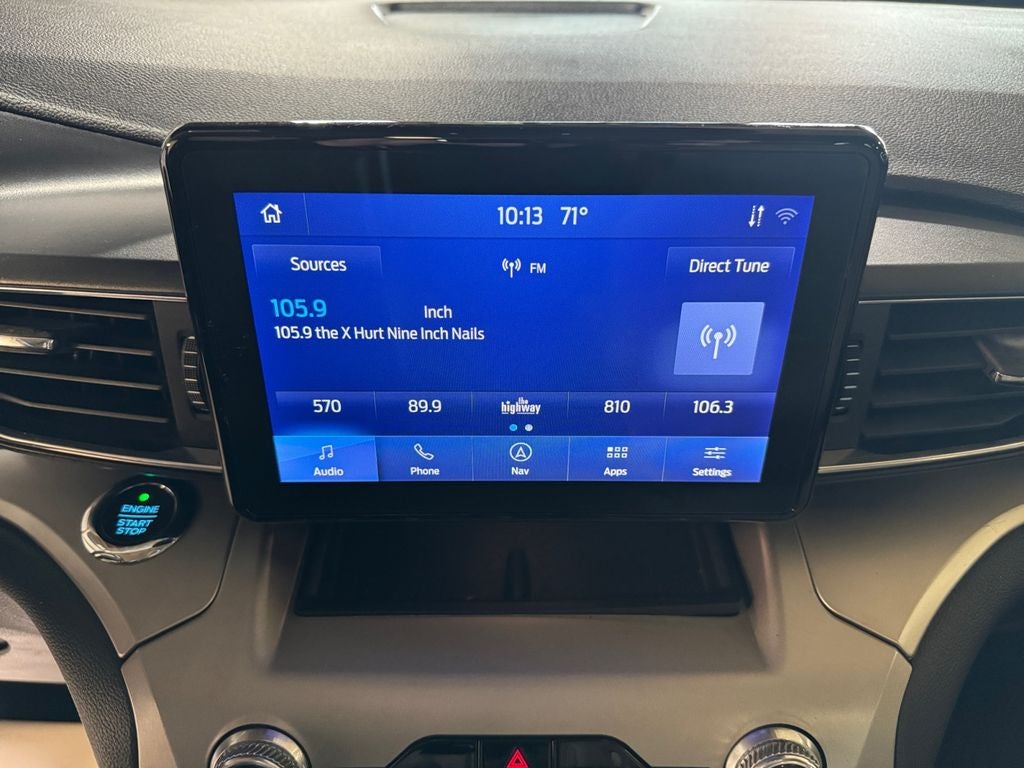 10:13 71°
Sources
FM
Direct Tune
105.9 Inch
105.9 the X Hurt Nine Inch Nails
570 89.9 the highway 810 106.3
Audio Phone Nav Apps Settings
ENGINE
START
STOP